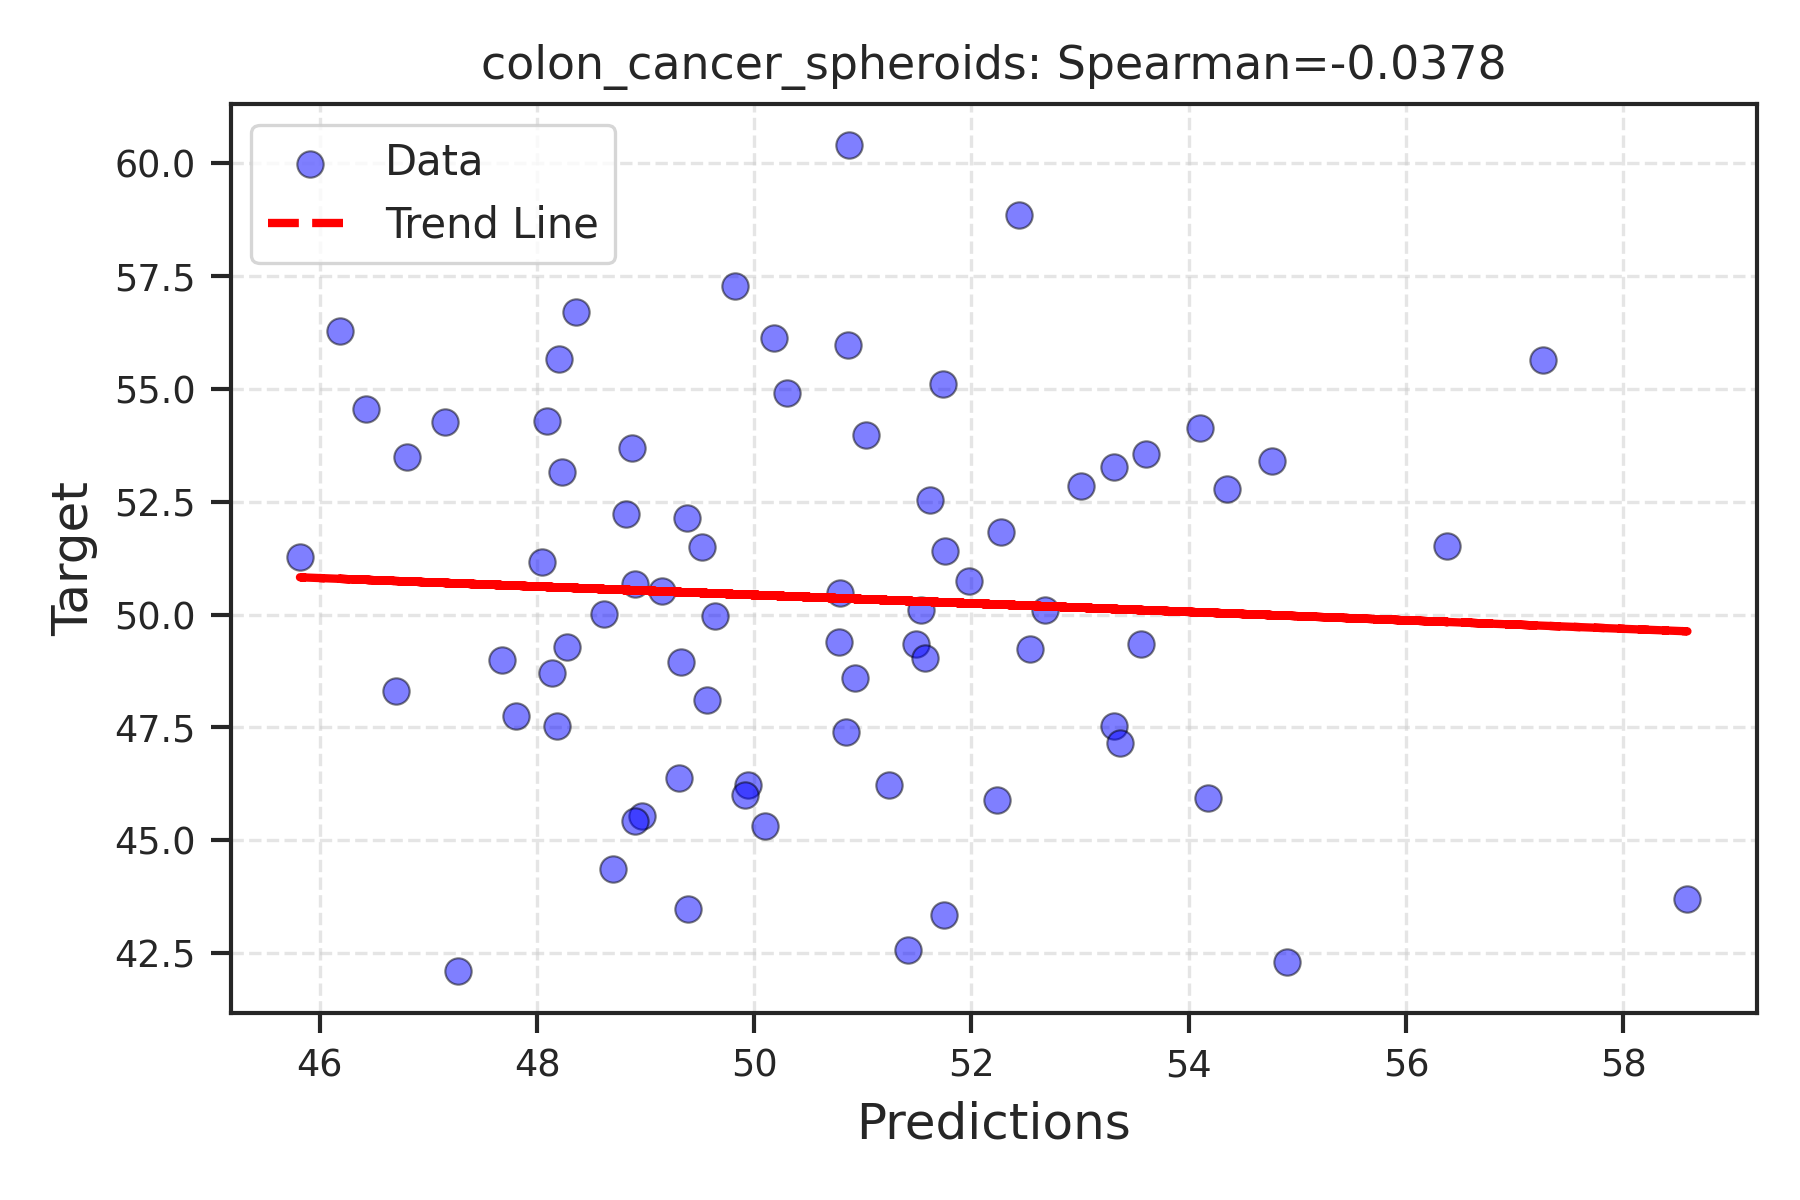 colon_cancer_spheroids: Spearman=-0.0378
Data
Trend Line
60.0
57.5
55.0
52.5
50.0
47.5
45.0
42.5
Target
46 48 50 52 54 56 58
Predictions